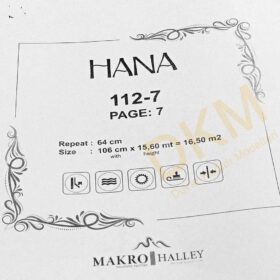 HANA
112-7
PAGE: 7
Repeat : 64 cm
Size : 106 cm x 15,60 mt = 16,50 m2
with height
DKM
MAKRO HALLEY